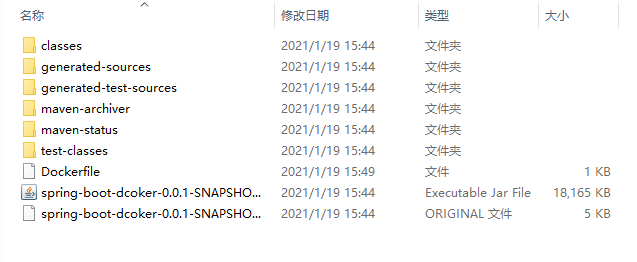 名称 修改日期 类型 大小
classes 2021/1/19 15:44 文件夹
generated-sources 2021/1/19 15:44 文件夹
generated-test-sources 2021/1/19 15:44 文件夹
maven-archiver 2021/1/19 15:44 文件夹
maven-status 2021/1/19 15:44 文件夹
test-classes 2021/1/19 15:44 文件夹
Dockerfile 2021/1/19 15:49 文件 1 KB
spring-boot-dcoker-0.0.1-SNAPSHO... 2021/1/19 15:44 Executable Jar File 18,165 KB
spring-boot-dcoker-0.0.1-SNAPSHO... 2021/1/19 15:44 ORIGINAL 文件 5 KB